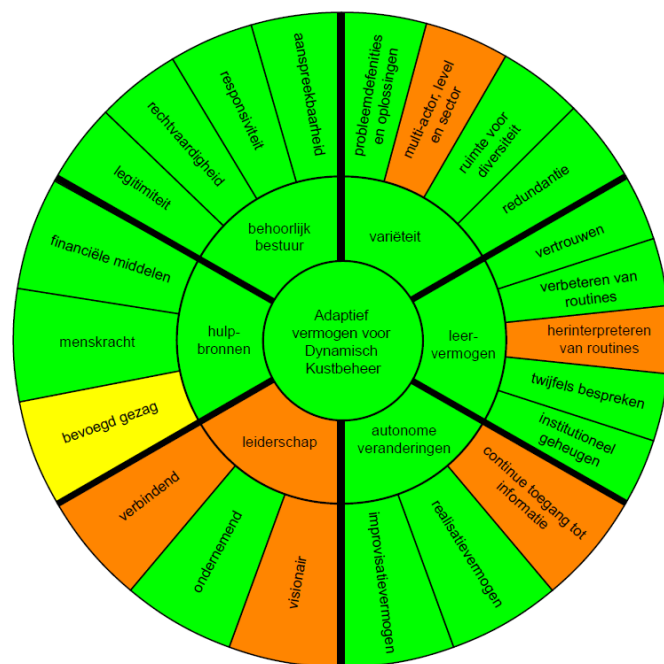 Adaptief
vermogen voor
Dynamisch
Kustbeheer
variëteit
probleemdefenities
en oplossingen
multi-actor, level
en sector
ruimte voor
diversiteit
redundantie
leer-
vermogen
vertrouwen
verbeteren van
routines
herinterpreteren
van routines
twijfels bespreken
institutioneel
geheugen
autonome
veranderingen
continue toegang tot
informatie
realisatievermogen
improvisatievermogen
leiderschap
visionair
ondernemend
verbindend
hulp-
bronnen
bevoegd gezag
menskracht
financiële middelen
behoorlijk
bestuur
legitimiteit
rechtvaardigheid
responsiviteit
aanspreekbaarheid